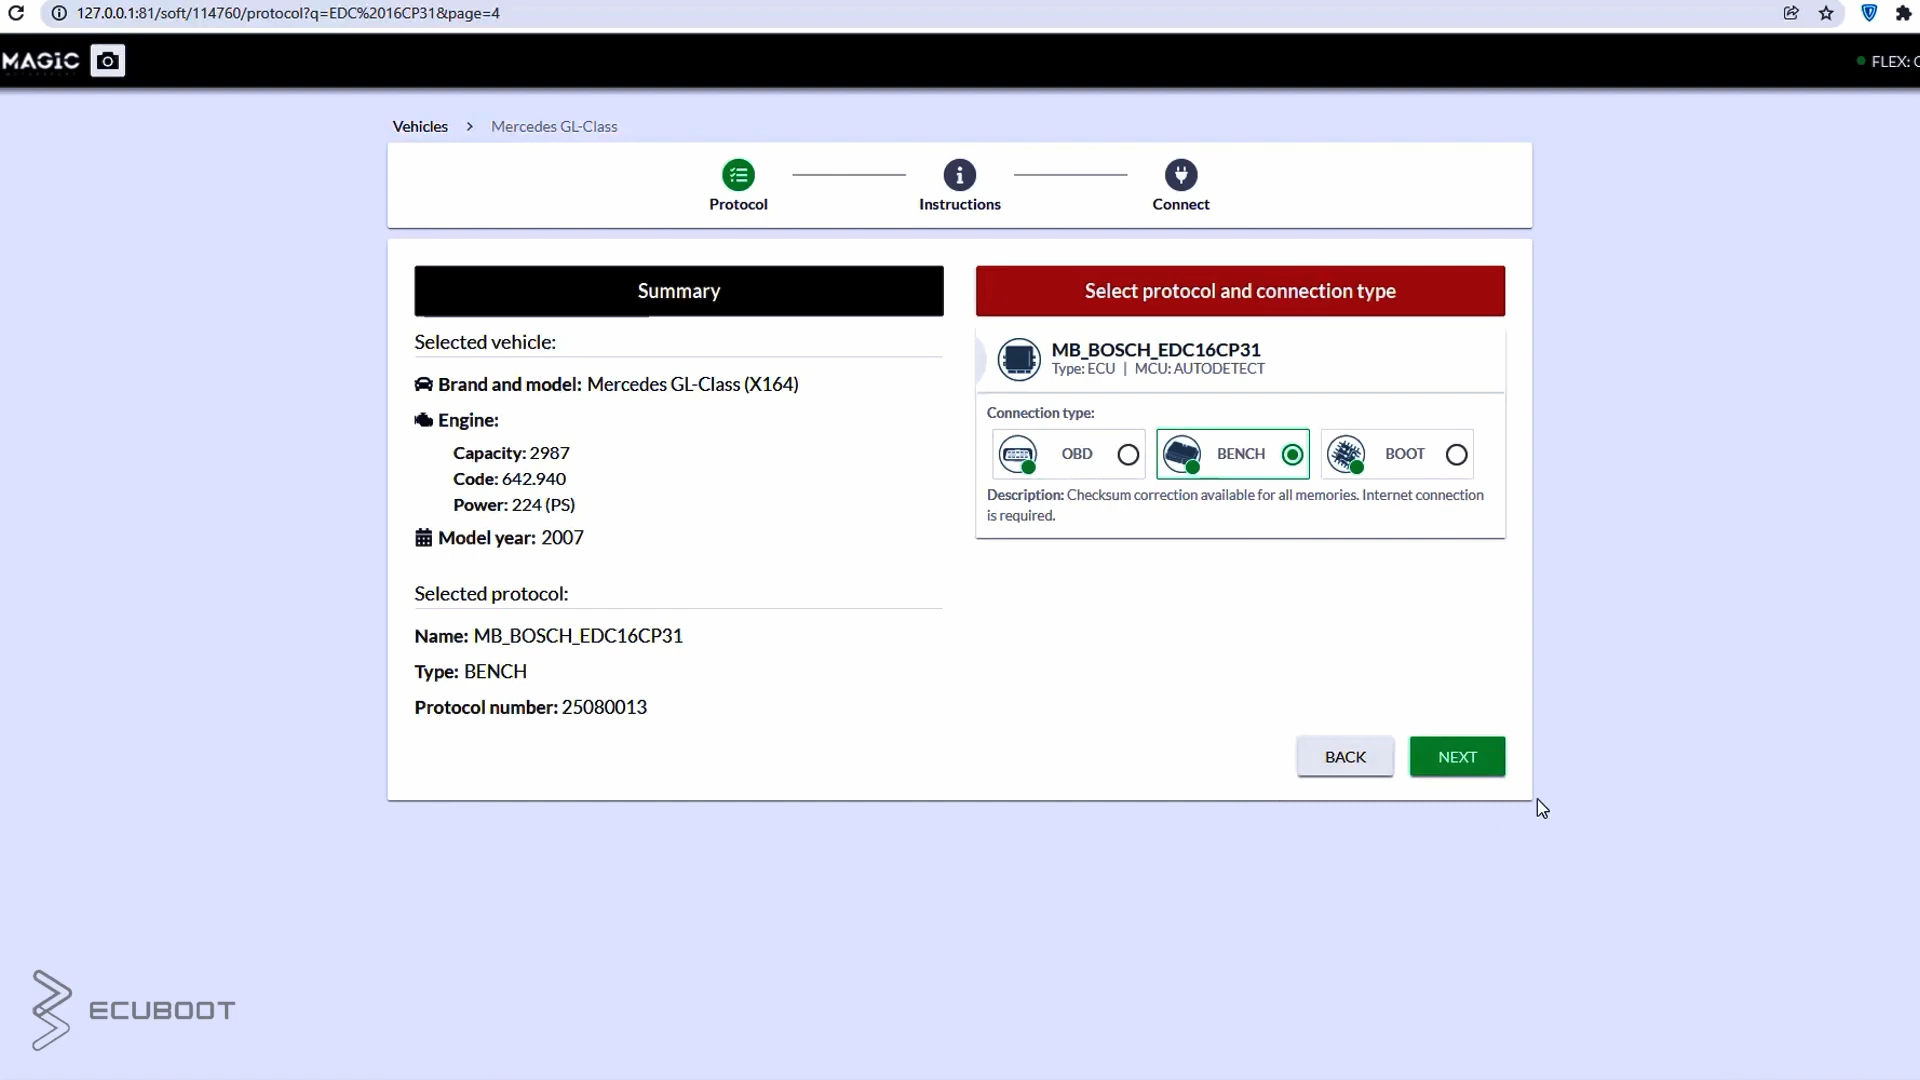 127.0.0.1:81/soft/114760/protocol?q=EDC%2016CP31&page=4
MAGIC
FLEX:
Vehicles > Mercedes GL-Class
Protocol
Instructions
Connect
Summary
Selected vehicle:
Brand and model: Mercedes GL-Class (X164)
Engine:
Capacity: 2987
Code: 642.940
Power: 224 (PS)
Model year: 2007
Selected protocol:
Name: MB_BOSCH_EDC16CP31
Type: BENCH
Protocol number: 25080013
Select protocol and connection type
MB_BOSCH_EDC16CP31
Type: ECU | MCU: AUTODETECT
Connection type:
OBD
BENCH
BOOT
Description: Checksum correction available for all memories. Internet connection
is required.
BACK
NEXT
ECUBOOT